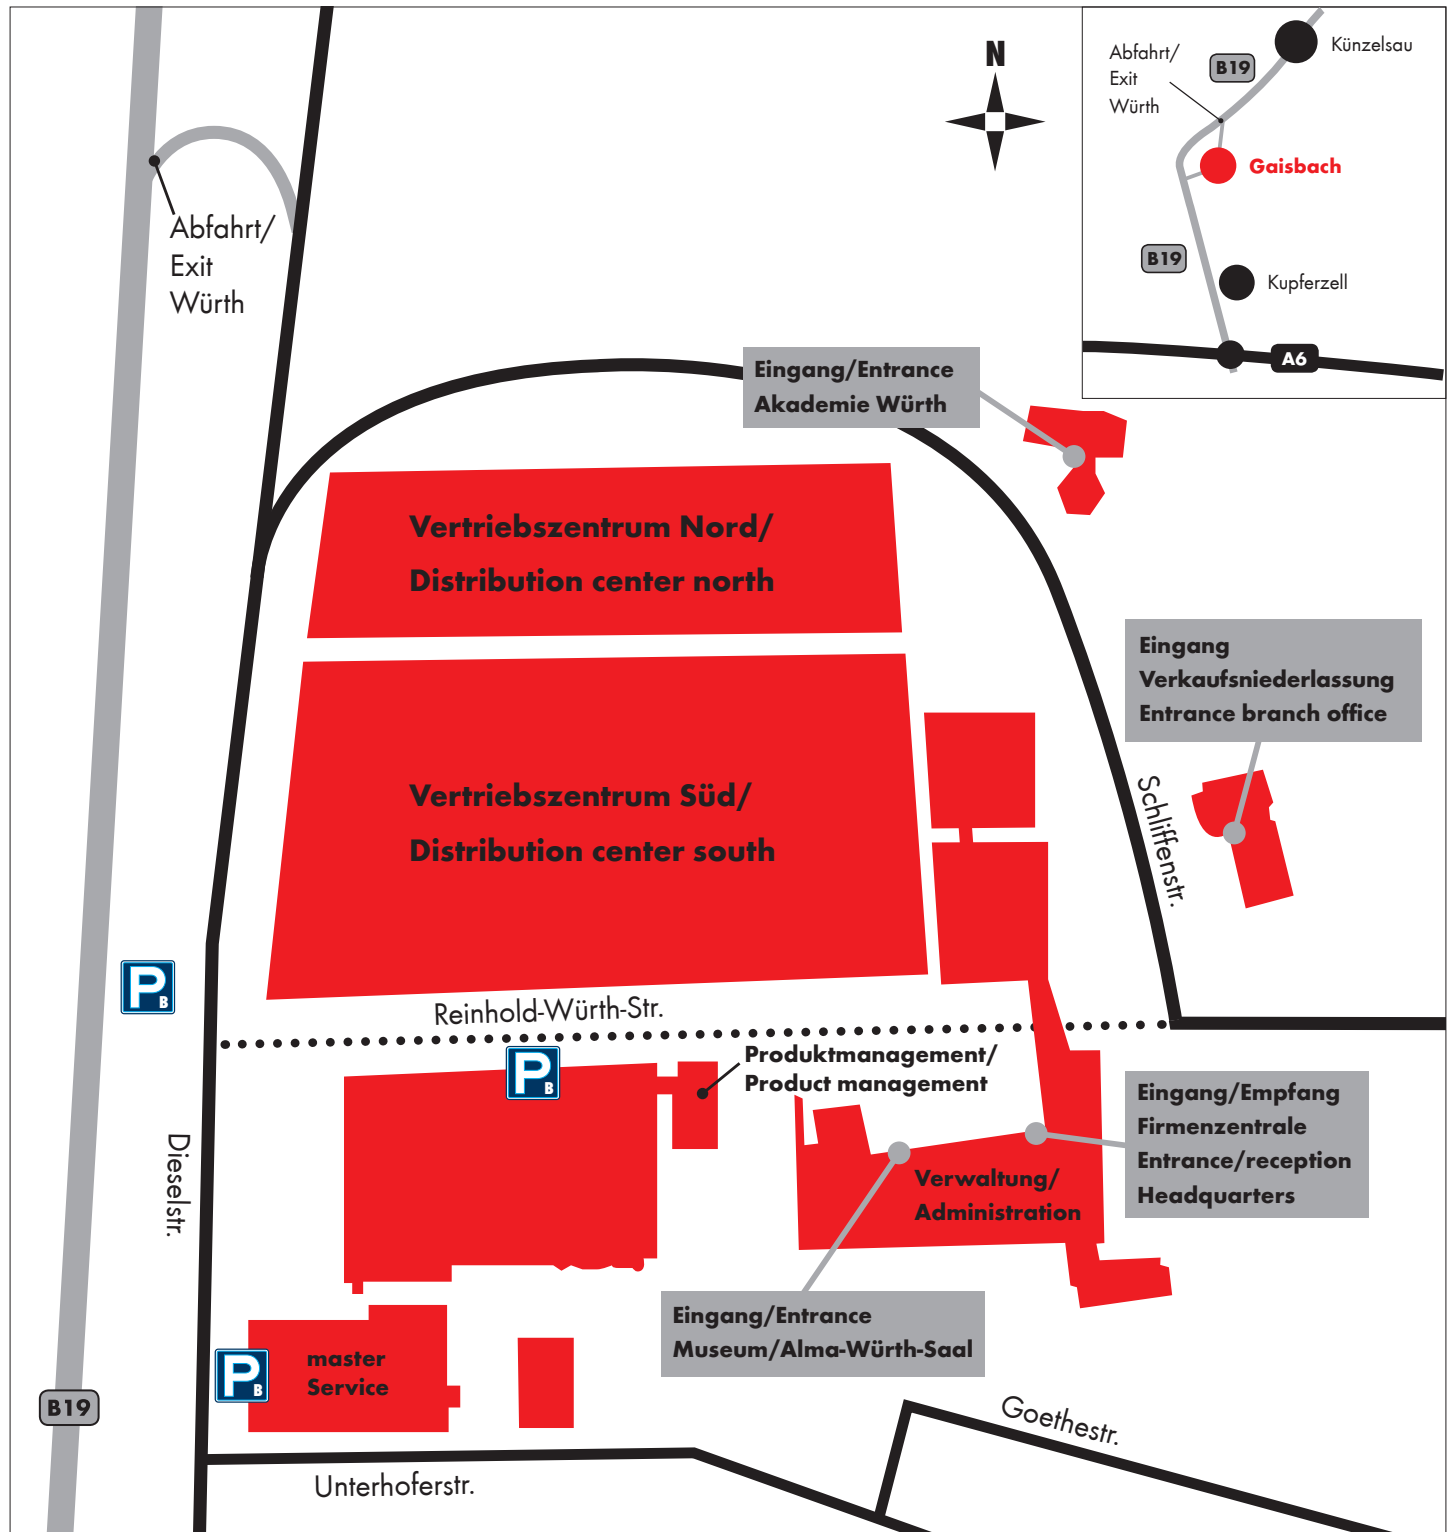 N
Abfahrt/
Exit
Würth
B19
Künzelsau
Gaisbach
B19
Kupferzell
A6
Abfahrt/
Exit
Würth
Eingang/Entrance
Akademie Würth
Vertriebszentrum Nord/
Distribution center north
Eingang
Verkaufsniederlassung
Entrance branch office
Vertriebszentrum Süd/
Distribution center south
Schliffenstr.
P
B
Reinhold-Würth-Str.
P
B
Produktmanagement/
Product management
Eingang/Empfang
Firmenzentrale
Entrance/reception
Headquarters
Dieselstr.
Verwaltung/
Administration
Eingang/Entrance
Museum/Alma-Würth-Saal
P
B
master
Service
B19
Goethestr.
Unterhoferstr.